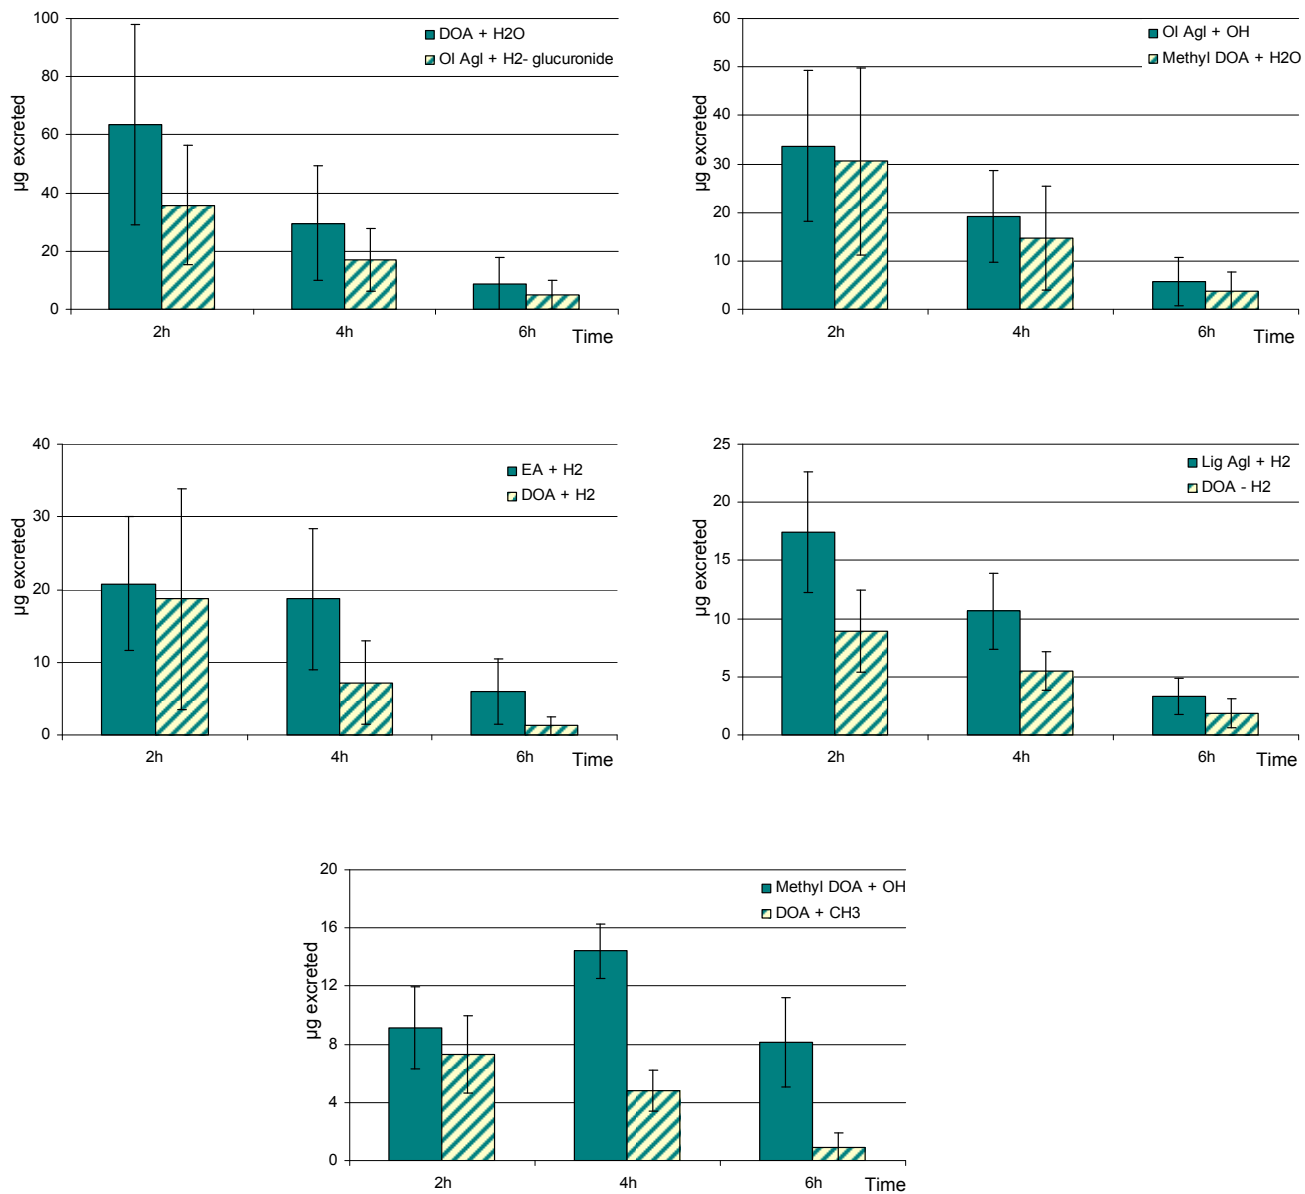 100
80
60
40
20
0
µg excreted
DOA + H2O
Ol Agl + H2- glucuronide
2h
4h
6h
Time
60
50
40
30
20
10
0
µg excreted
Ol Agl + OH
Methyl DOA + H2O
2h
4h
6h
Time
40
30
20
10
0
µg excreted
EA + H2
DOA + H2
2h
4h
6h
Time
25
20
15
10
5
0
µg excreted
Lig Agl + H2
DOA - H2
2h
4h
6h
Time
20
16
12
8
4
0
µg excreted
Methyl DOA + OH
DOA + CH3
2h
4h
6h
Time